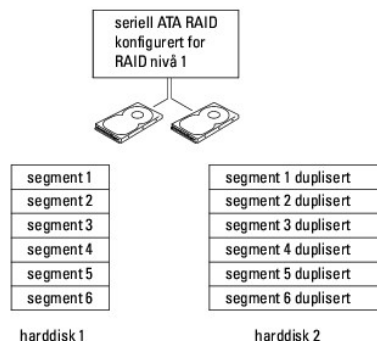 seriell ATA RAID
konfigurert for
RAID nivå 1
segment 1
segment 2
segment 3
segment 4
segment 5
segment 6
harddisk 1
segment 1 duplisert
segment 2 duplisert
segment 3 duplisert
segment 4 duplisert
segment 5 duplisert
segment 6 duplisert
harddisk 2